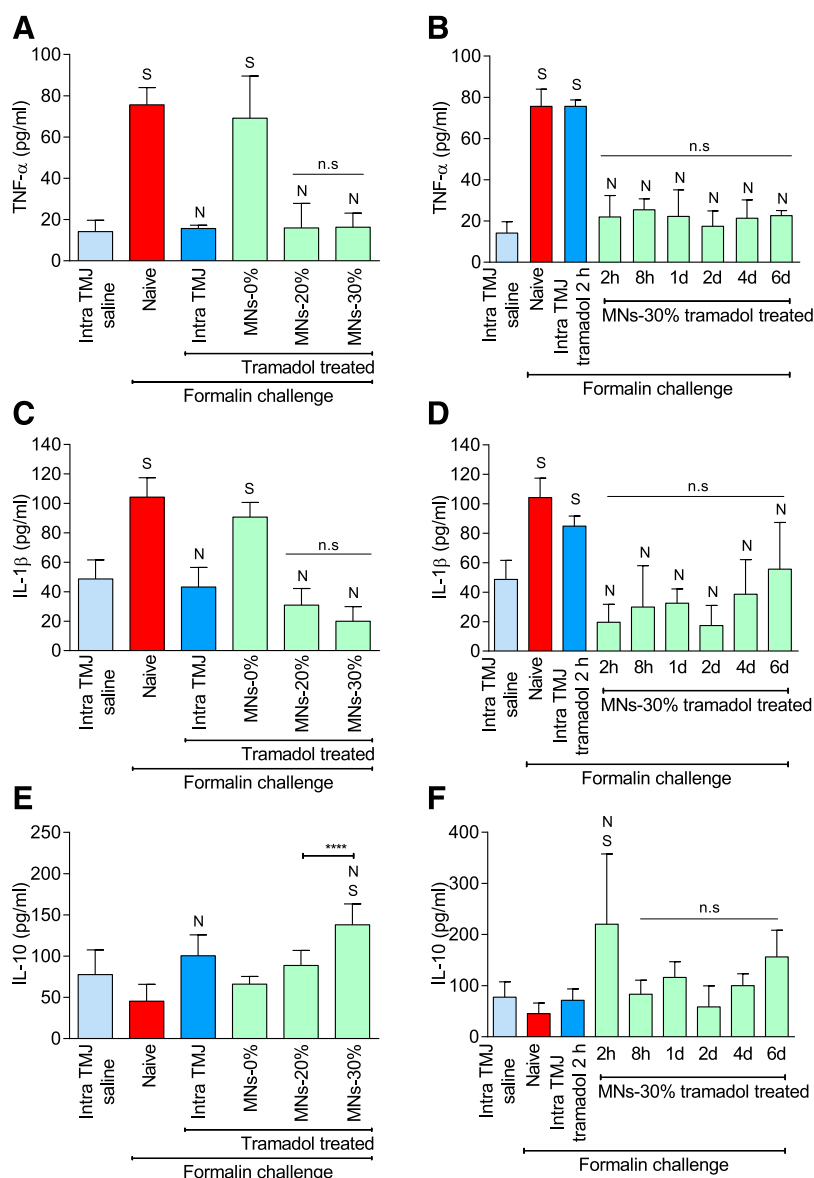 A
TNF-α (pg/ml)
100
80
60
40
20
0
S
N
S
N
N
n.s
Intra TMJ
saline
Naive
Intra TMJ
MNs-0%
MNs-20%
MNs-30%
Tramadol treated
Formalin challenge
B
TNF-α (pg/ml)
100
80
60
40
20
0
S
S
n.s
N
N
N
N
N
N
Intra TMJ
saline
Naive
Intra TMJ
tramadol 2 h
2h
8h
1d
2d
4d
6d
MNs-30% tramadol treated
Formalin challenge
C
IL-1β (pg/ml)
140
120
100
80
60
40
20
0
S
N
S
N
N
n.s
Intra TMJ
saline
Naive
Intra TMJ
MNs-0%
MNs-20%
MNs-30%
Tramadol treated
Formalin challenge
D
IL-1β (pg/ml)
140
120
100
80
60
40
20
0
S
S
n.s
N
N
N
N
N
N
Intra TMJ
saline
Naive
Intra TMJ
tramadol 2 h
2h
8h
1d
2d
4d
6d
MNs-30% tramadol treated
Formalin challenge
E
IL-10 (pg/ml)
250
200
150
100
50
0
N
****
N
S
Intra TMJ
saline
Naive
Intra TMJ
MNs-0%
MNs-20%
MNs-30%
Tramadol treated
Formalin challenge
F
IL-10 (pg/ml)
400
300
200
100
0
N
S
n.s
Intra TMJ
saline
Naive
Intra TMJ
tramadol 2 h
2h
8h
1d
2d
4d
6d
MNs-30% tramadol treated
Formalin challenge